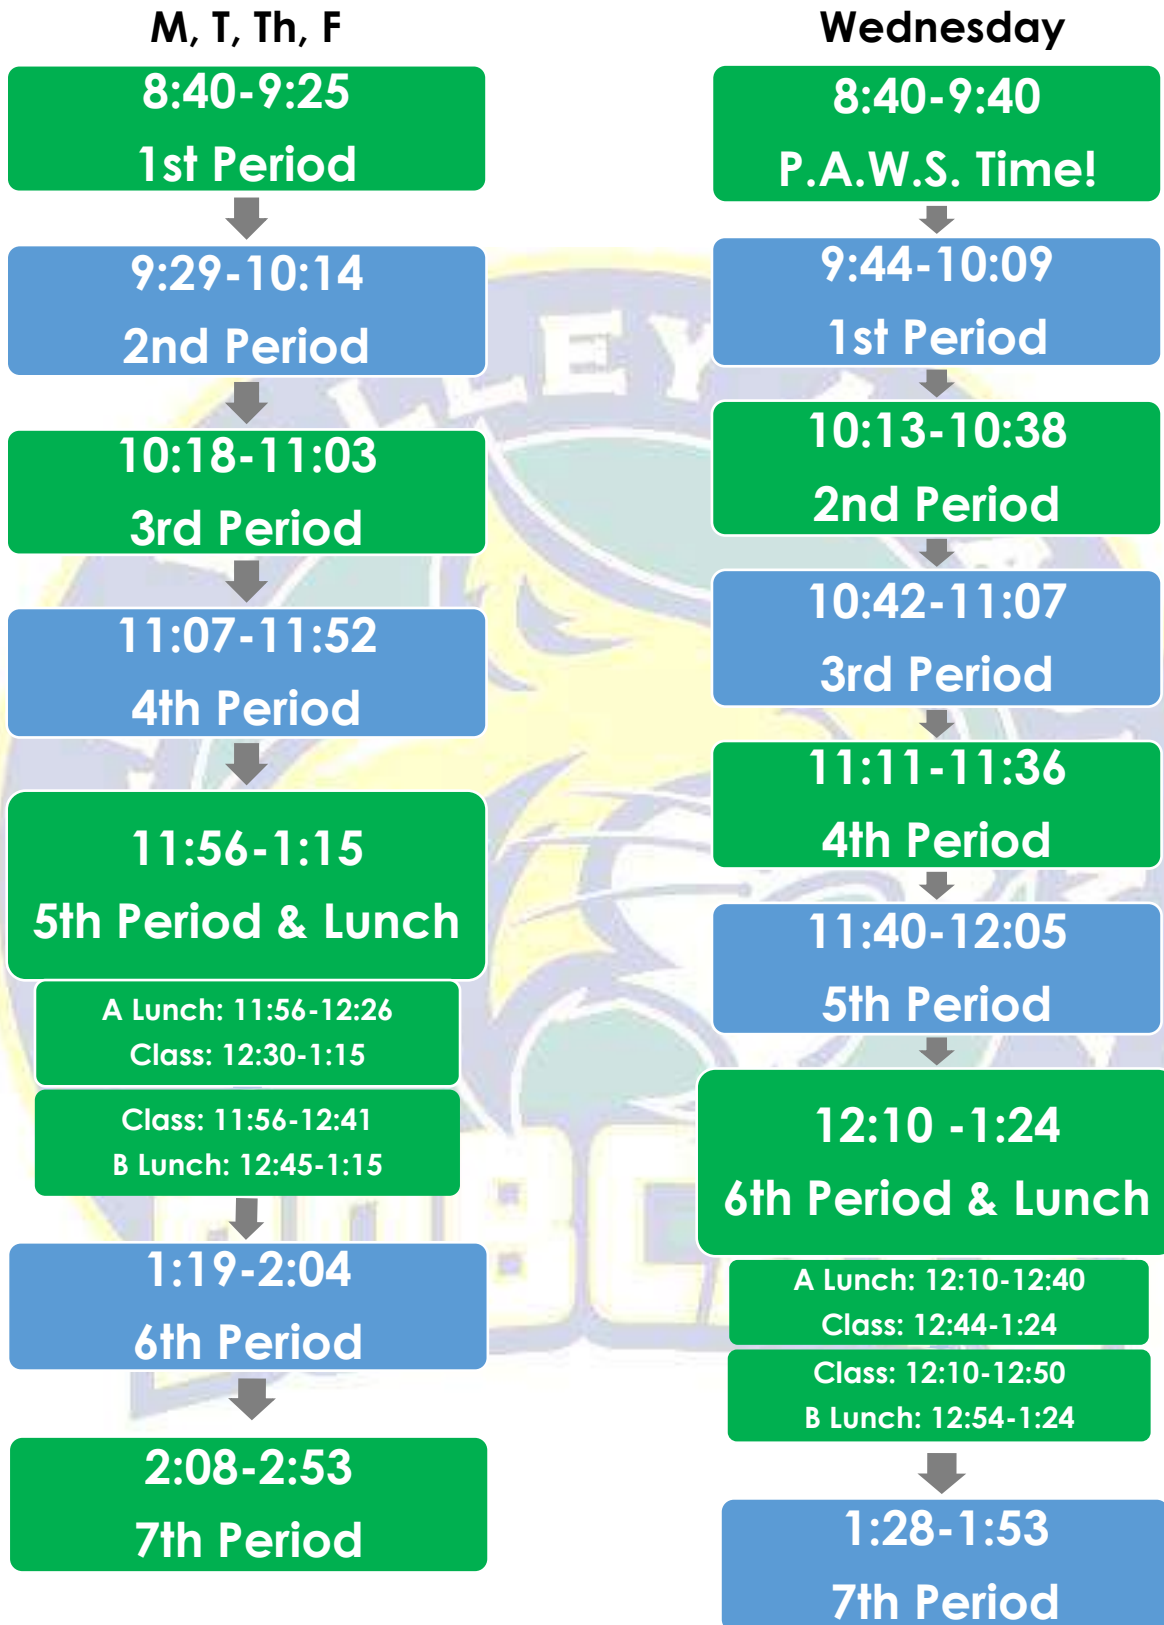 M, T, Th, F
8:40-9:25
1st Period
9:29-10:14
2nd Period
10:18-11:03
3rd Period
11:07-11:52
4th Period
11:56-1:15
5th Period & Lunch
A Lunch: 11:56-12:26
Class: 12:30-1:15
Class: 11:56-12:41
B Lunch: 12:45-1:15
1:19-2:04
6th Period
2:08-2:53
7th Period
Wednesday
8:40-9:40
P.A.W.S. Time!
9:44-10:09
1st Period
10:13-10:38
2nd Period
10:42-11:07
3rd Period
11:11-11:36
4th Period
11:40-12:05
5th Period
12:10 -1:24
6th Period & Lunch
A Lunch: 12:10-12:40
Class: 12:44-1:24
Class: 12:10-12:50
B Lunch: 12:54-1:24
1:28-1:53
7th Period